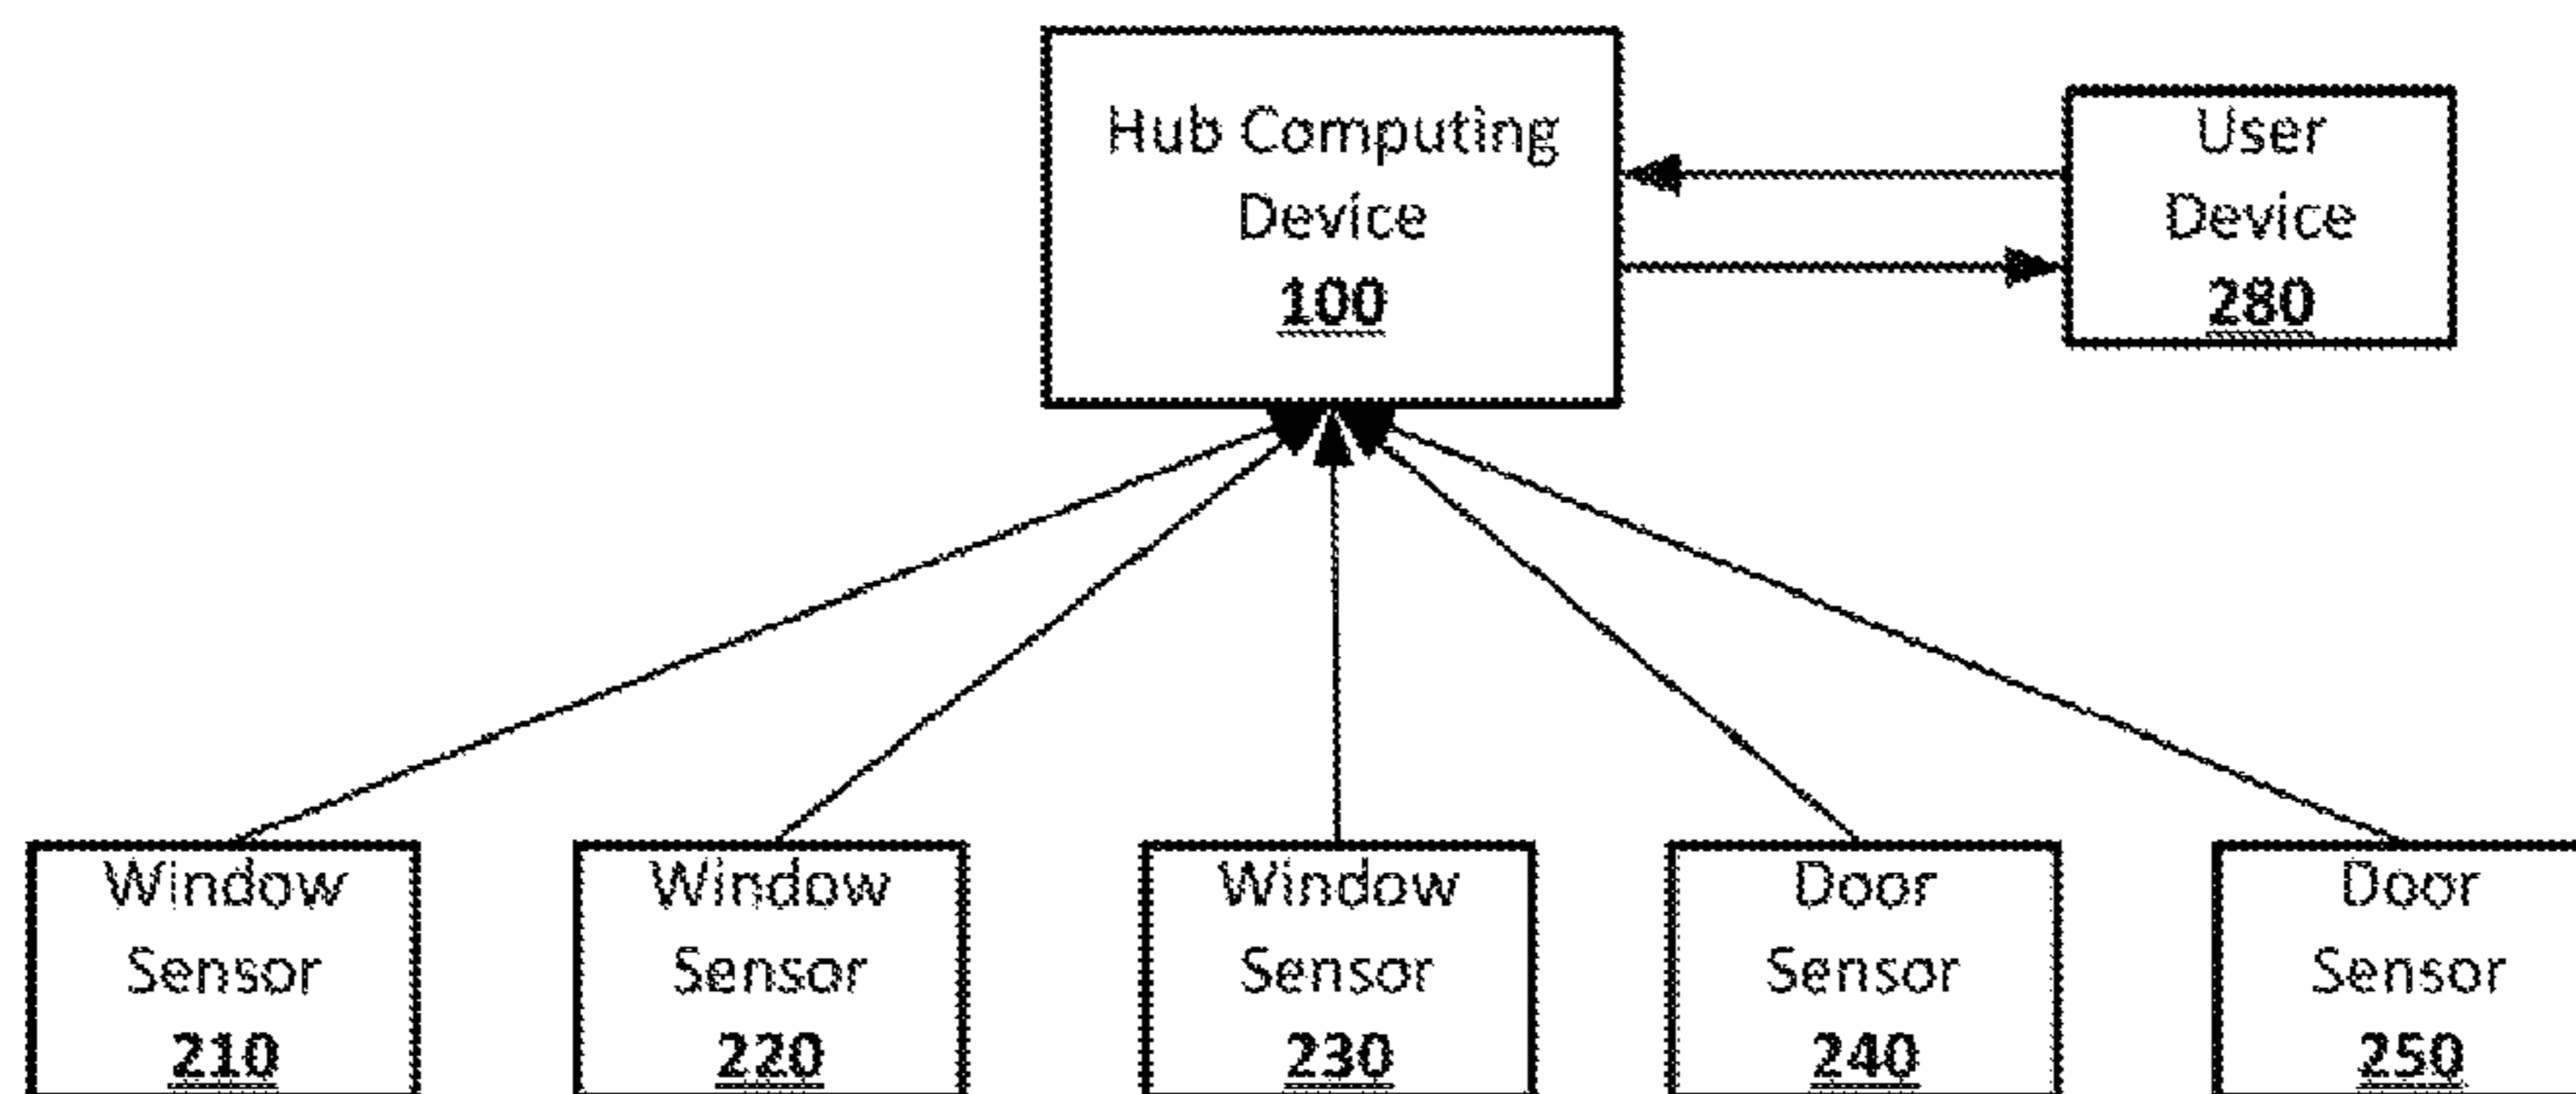 Hub Computing
Device
100
User
Device
280
Window
Sensor
210
Window
Sensor
220
Window
Sensor
230
Door
Sensor
240
Door
Sensor
250